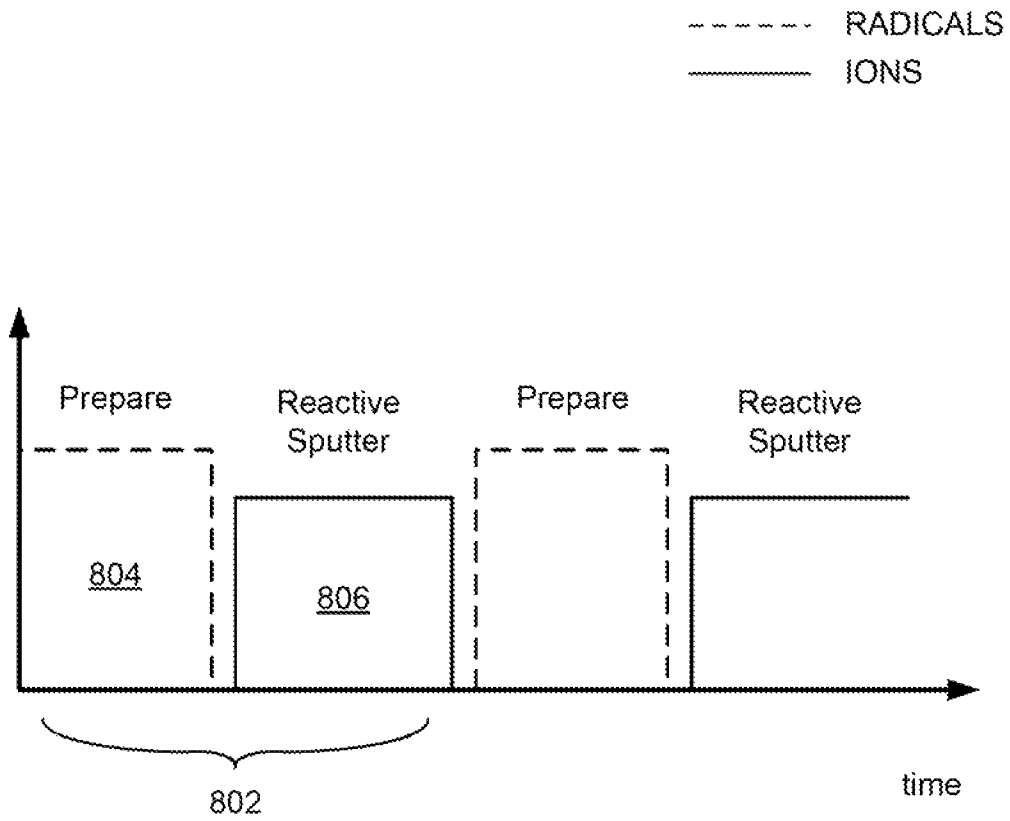 RADICALS
IONS
Prepare
Reactive
Sputter
Prepare
Reactive
Sputter
804
806
802
time